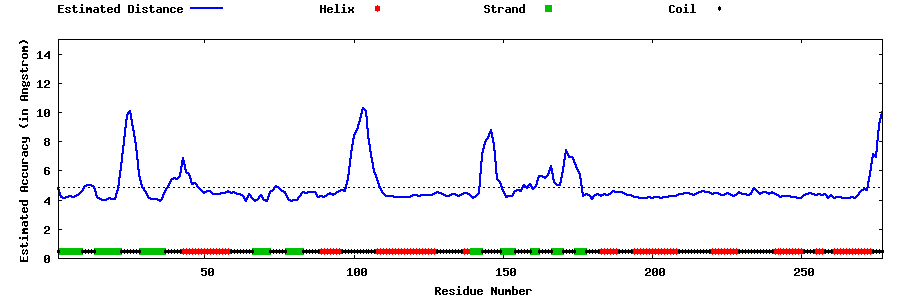 Estimated Distance Helix Strand Coil
Estimated Accuracy (in Angstrom)
14
12
10
8
6
4
2
0
50 100 150 200 250
Residue Number